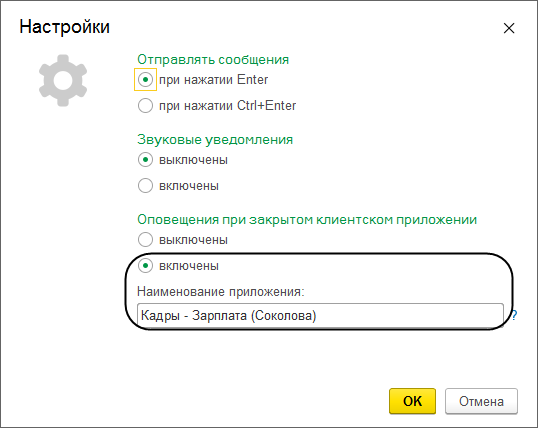 Настройки
Отправлять сообщения
при нажатии Enter
при нажатии Ctrl+Enter
Звуковые уведомления
выключены
включены
Оповещения при закрытом клиентском приложении
выключены
включены
Наименование приложения:
Кадры - Зарплата (Соколова)
?
OK
Отмена